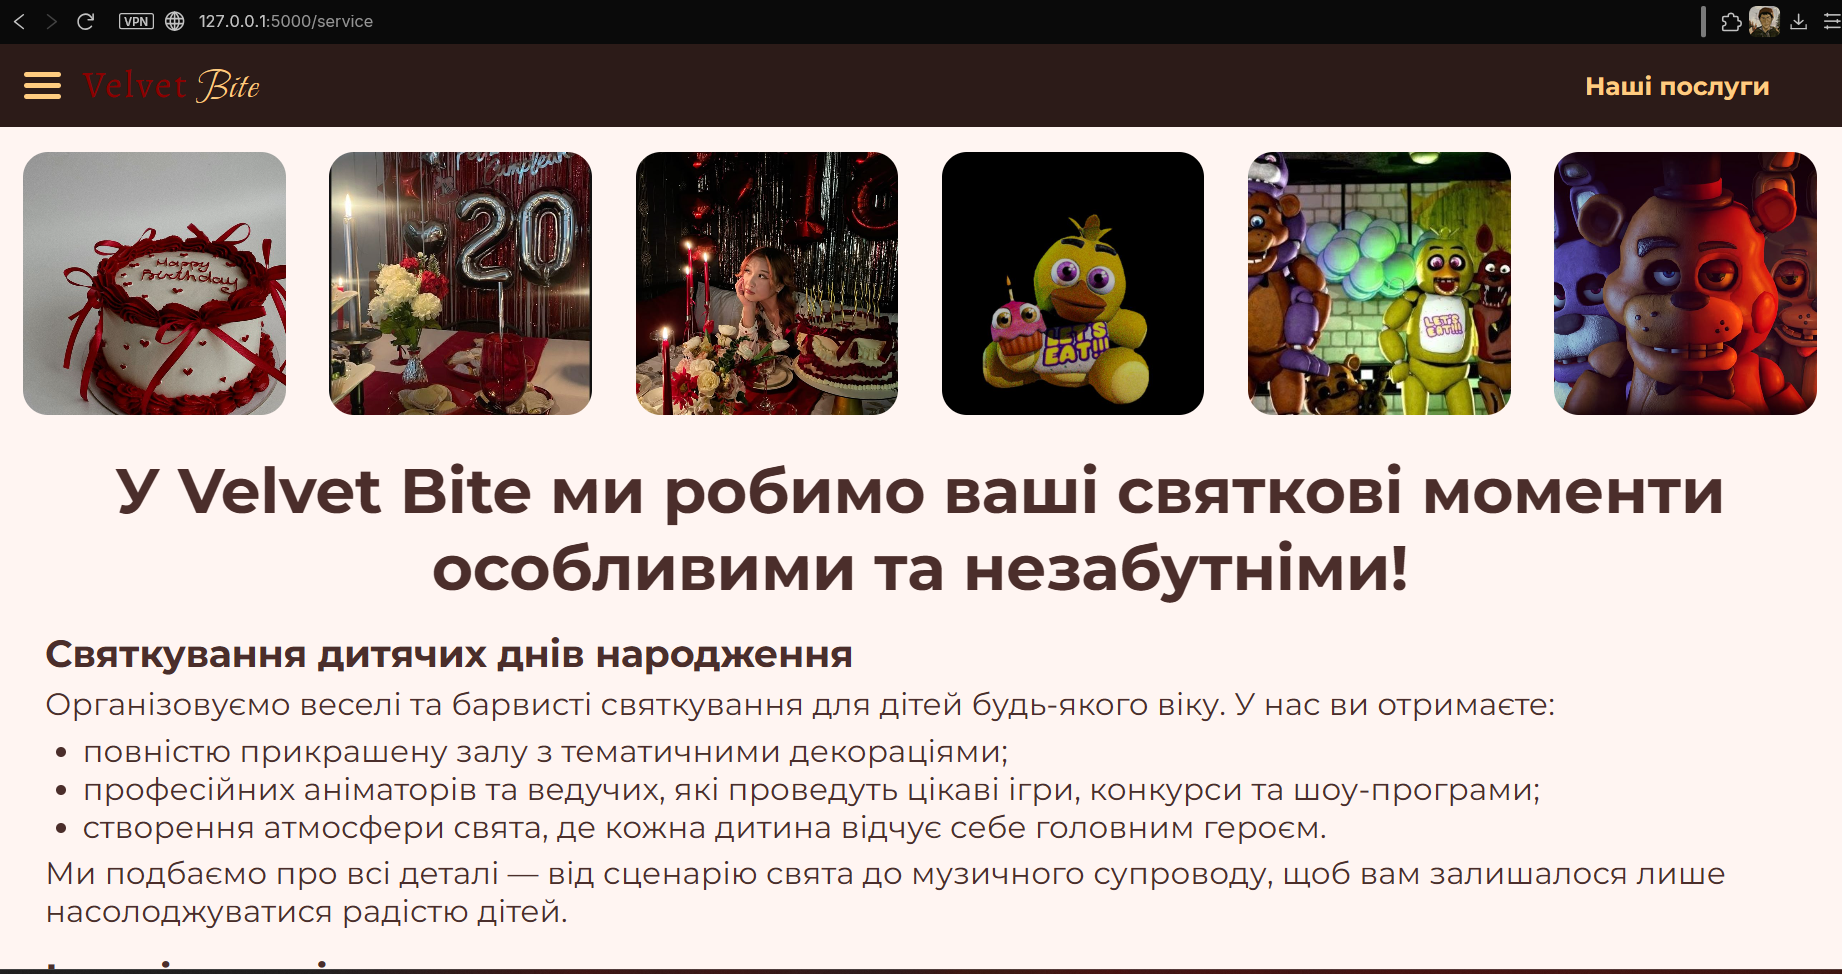 VPN
127.0.0.1:5000/service
Velvet Bite
Наші послуги
Happy
Birthday
20
LET'S
EAT!!!
LET'S
EAT!!!
У Velvet Bite ми робимо ваші святкові моменти
особливими та незабутніми!
Святкування дитячих днів народження
Організовуємо веселі та барвисті святкування для дітей будь-якого віку. У нас ви отримаєте:
• повністю прикрашену залу з тематичними декораціями;
• професійних аніматорів та ведучих, які проведуть цікаві ігри, конкурси та шоу-програми;
• створення атмосфери свята, де кожна дитина відчує себе головним героєм.
Ми подбаємо про всі деталі — від сценарію свята до музичного супроводу, щоб вам залишалося лише
насолоджуватися радістю дітей.